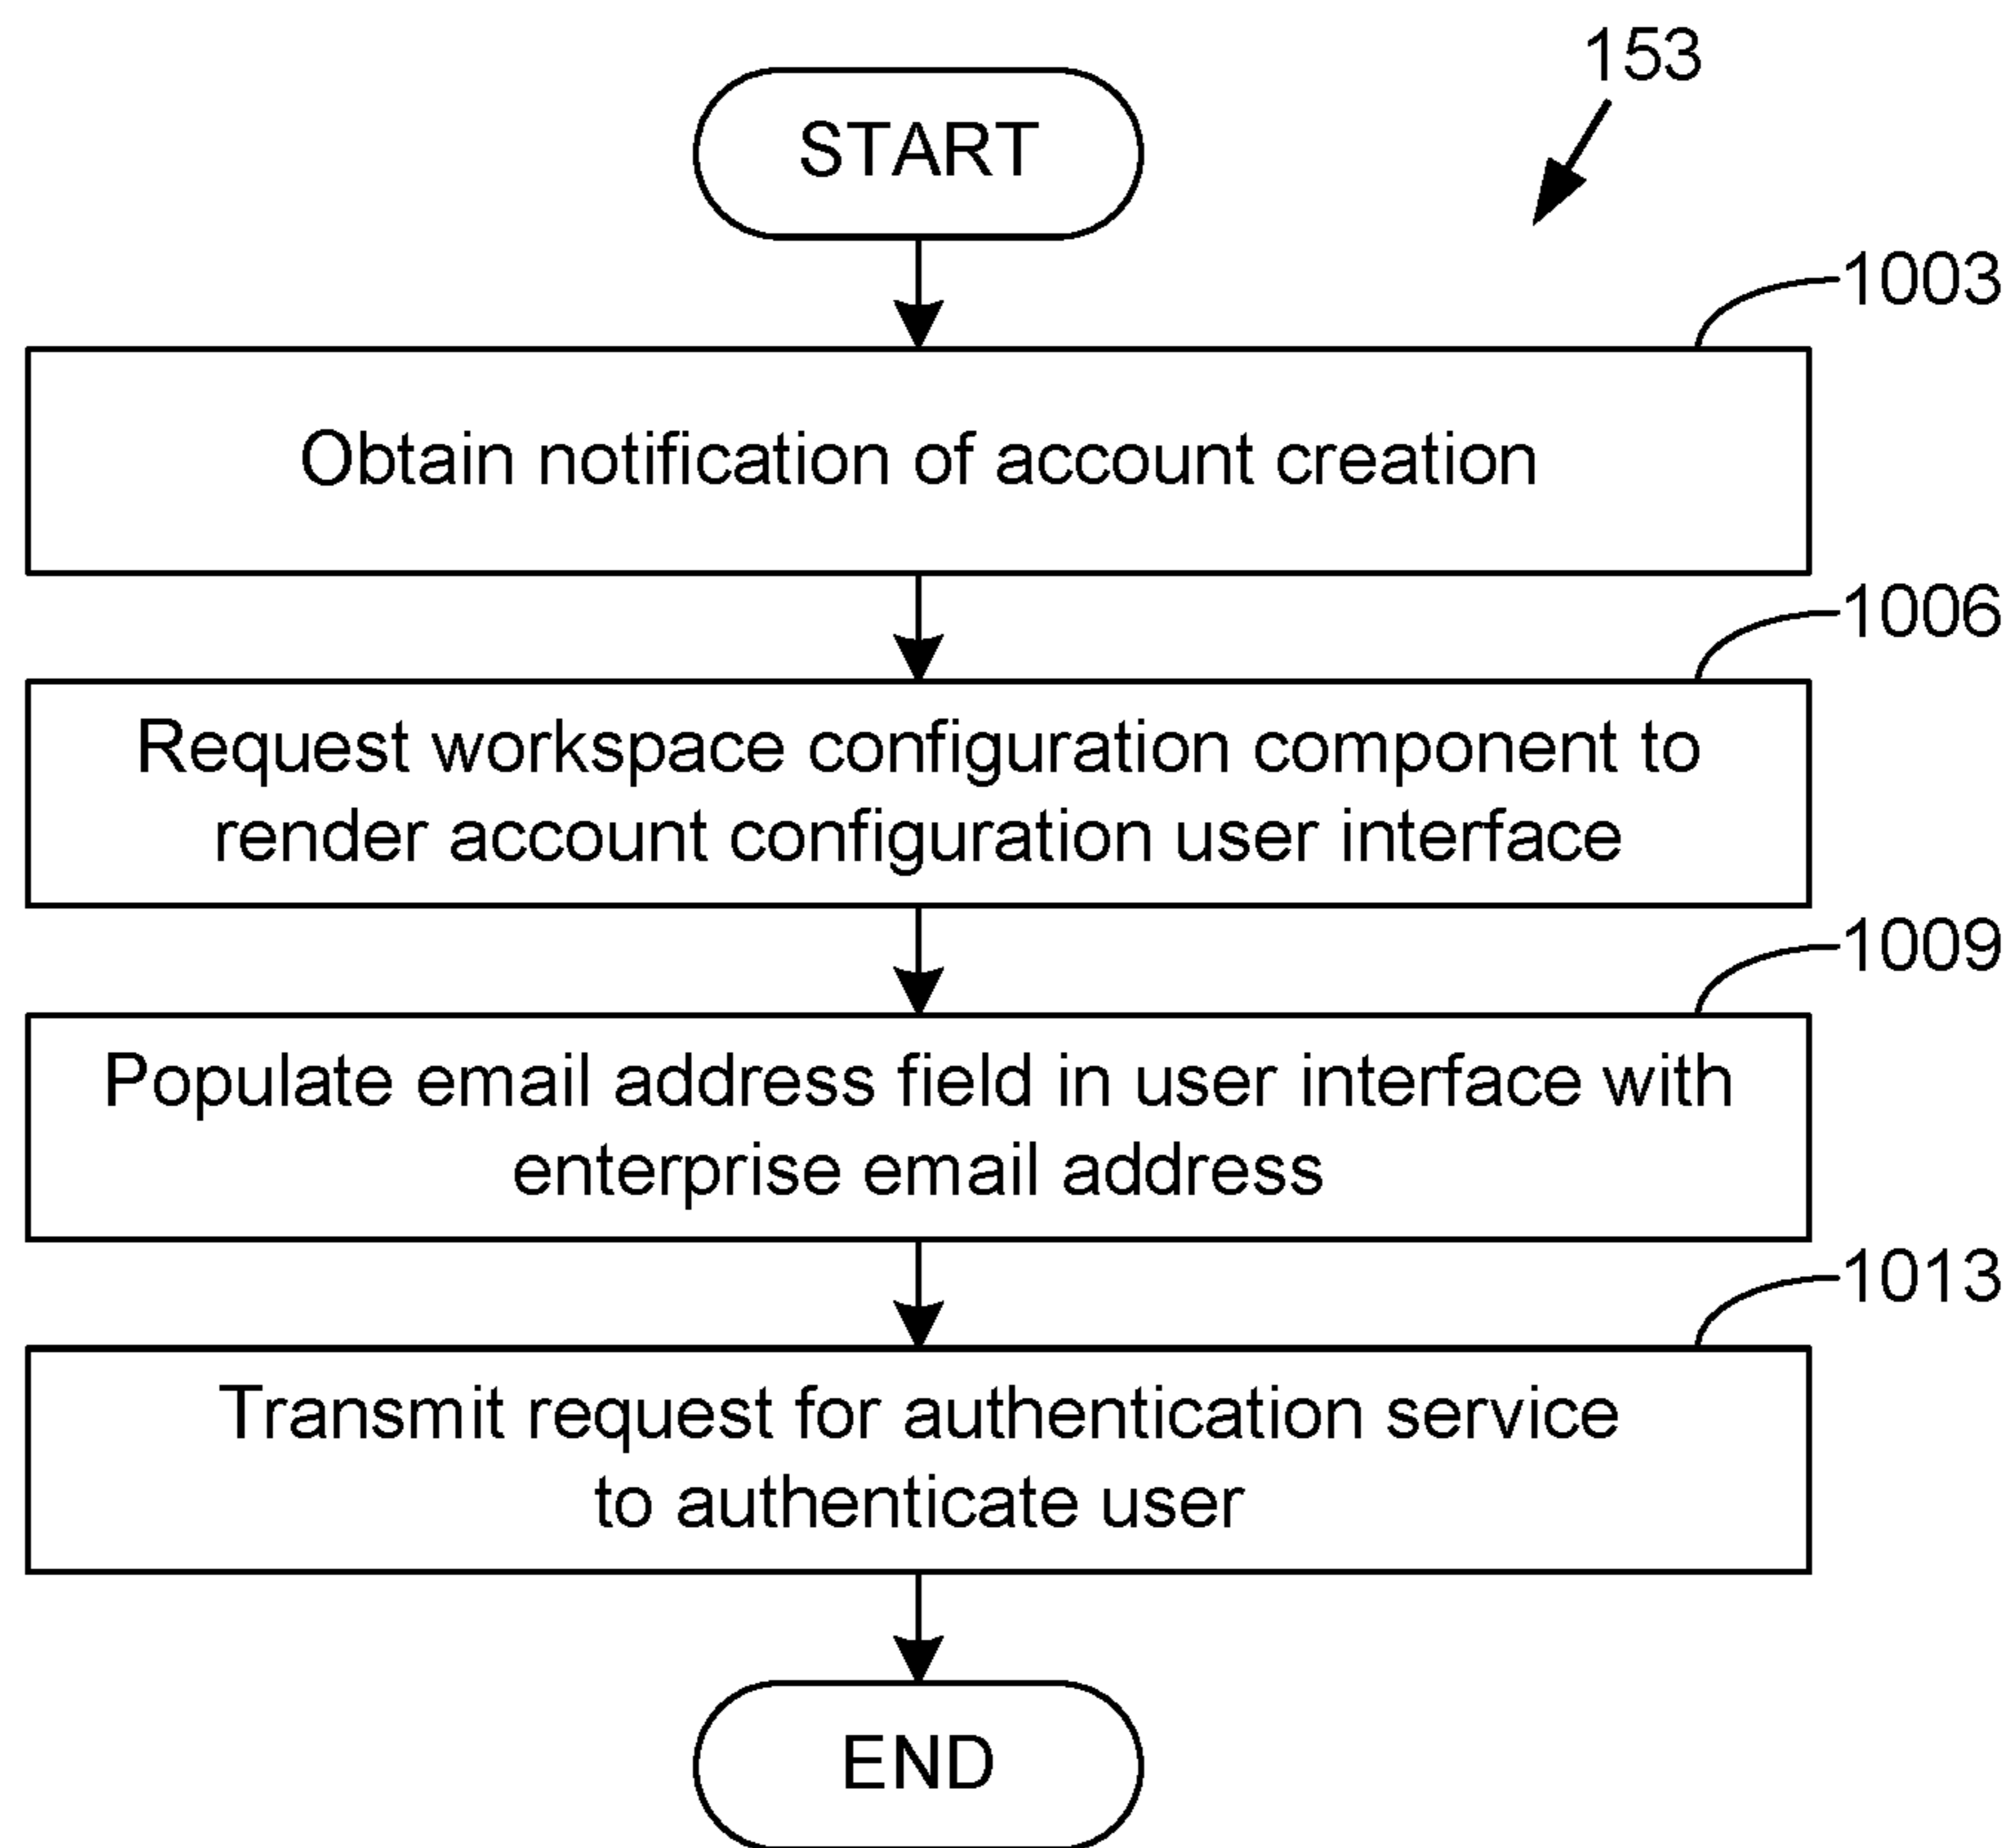 153
START
1003
Obtain notification of account creation
1006
Request workspace configuration component to
render account configuration user interface
1009
Populate email address field in user interface with
enterprise email address
1013
Transmit request for authentication service
to authenticate user
END